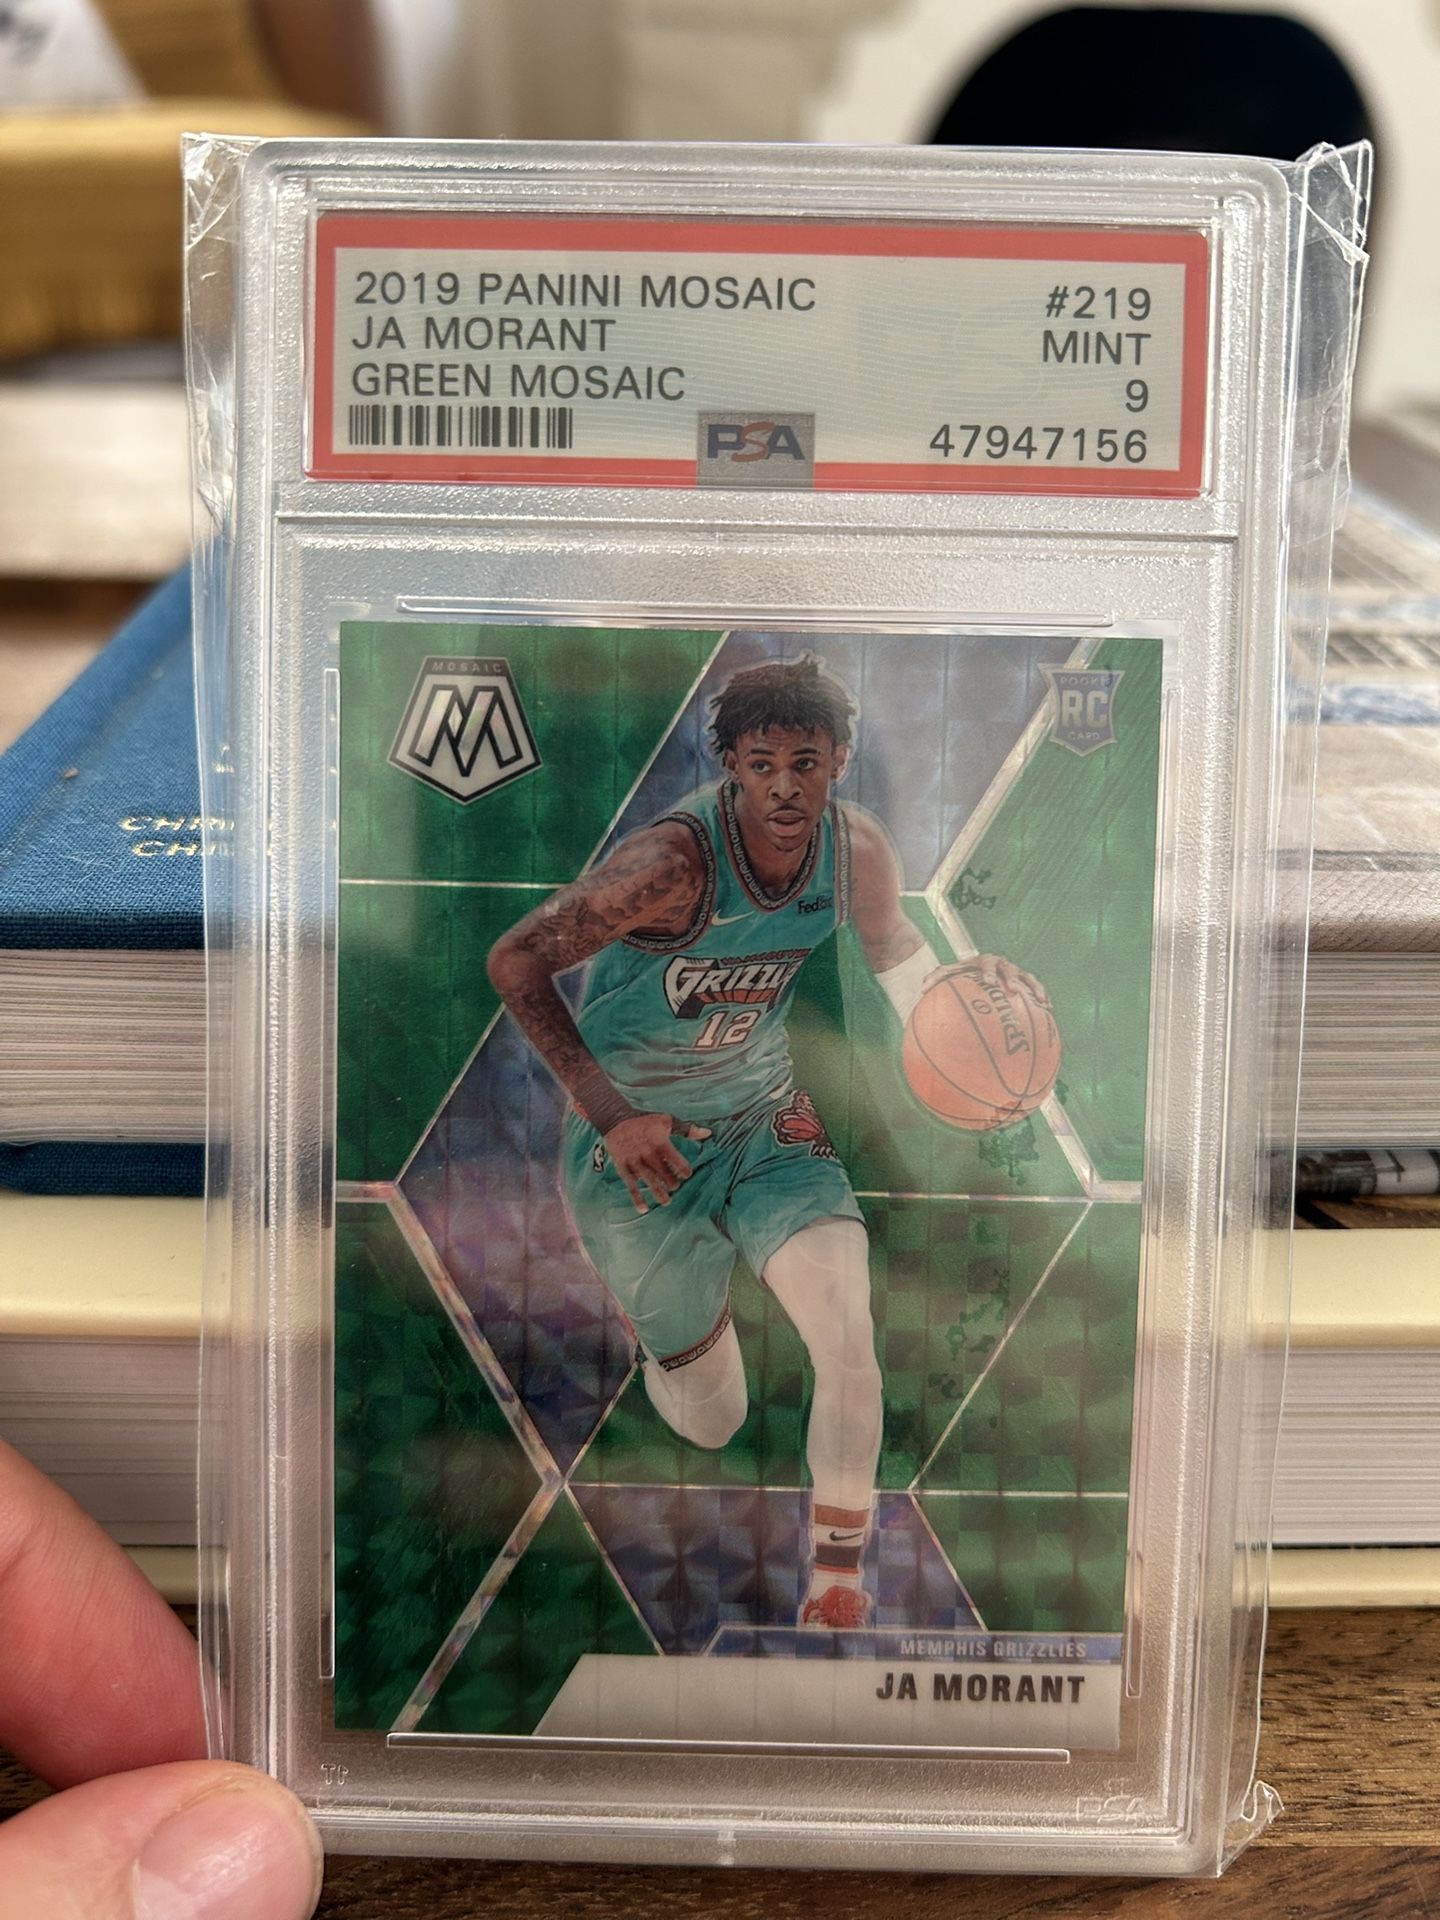 2019 PANINI MOSAIC #219
JA MORANT MINT
GREEN MOSAIC 9
PSA 47947156
MOSAIC
M
ROOKIE
RC
CARD
FedEx
VANCOUVER
GRIZZLIES
12
SPALDING
MEMPHIS GRIZZLIES
JA MORANT
PSA